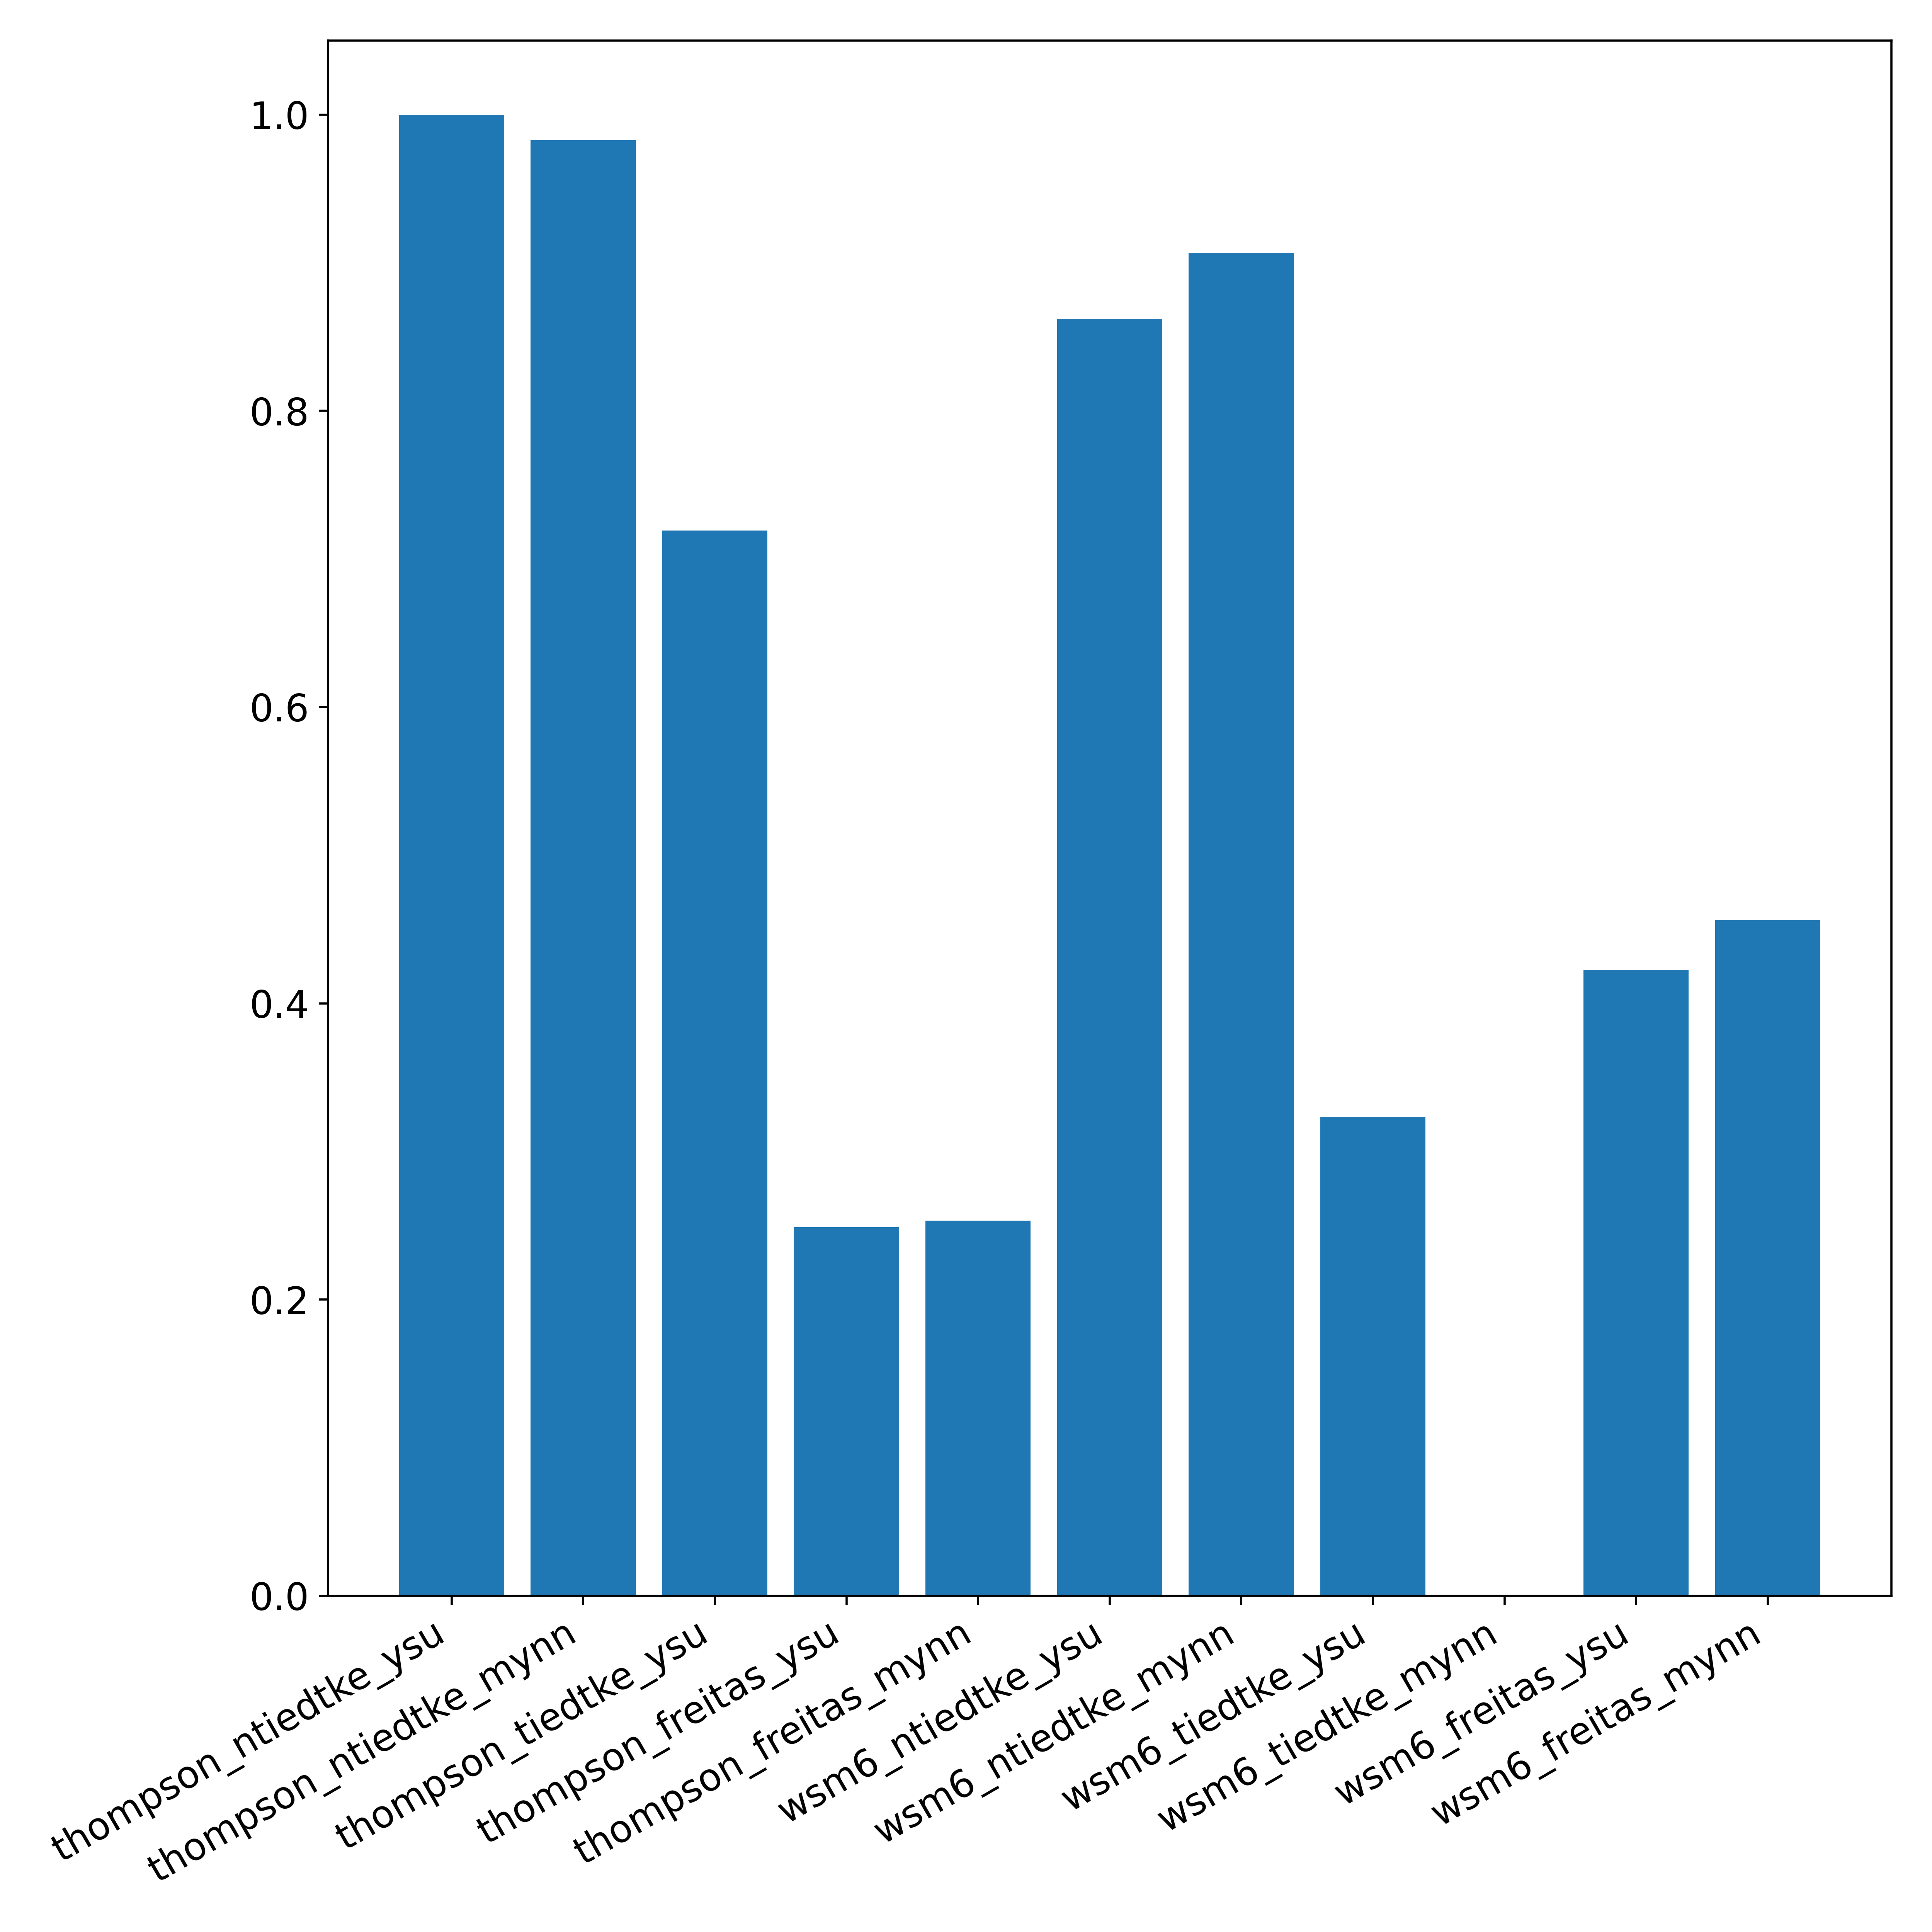 1.0
0.8
0.6
0.4
0.2
0.0
thompson_ntiedtke_ysu
thompson_ntiedtke_mynn
thompson_tiedtke_ysu
thompson_freitas_ysu
thompson_freitas_mynn
wsm6_ntiedtke_ysu
wsm6_ntiedtke_mynn
wsm6_tiedtke_ysu
wsm6_tiedtke_mynn
wsm6_freitas_ysu
wsm6_freitas_mynn